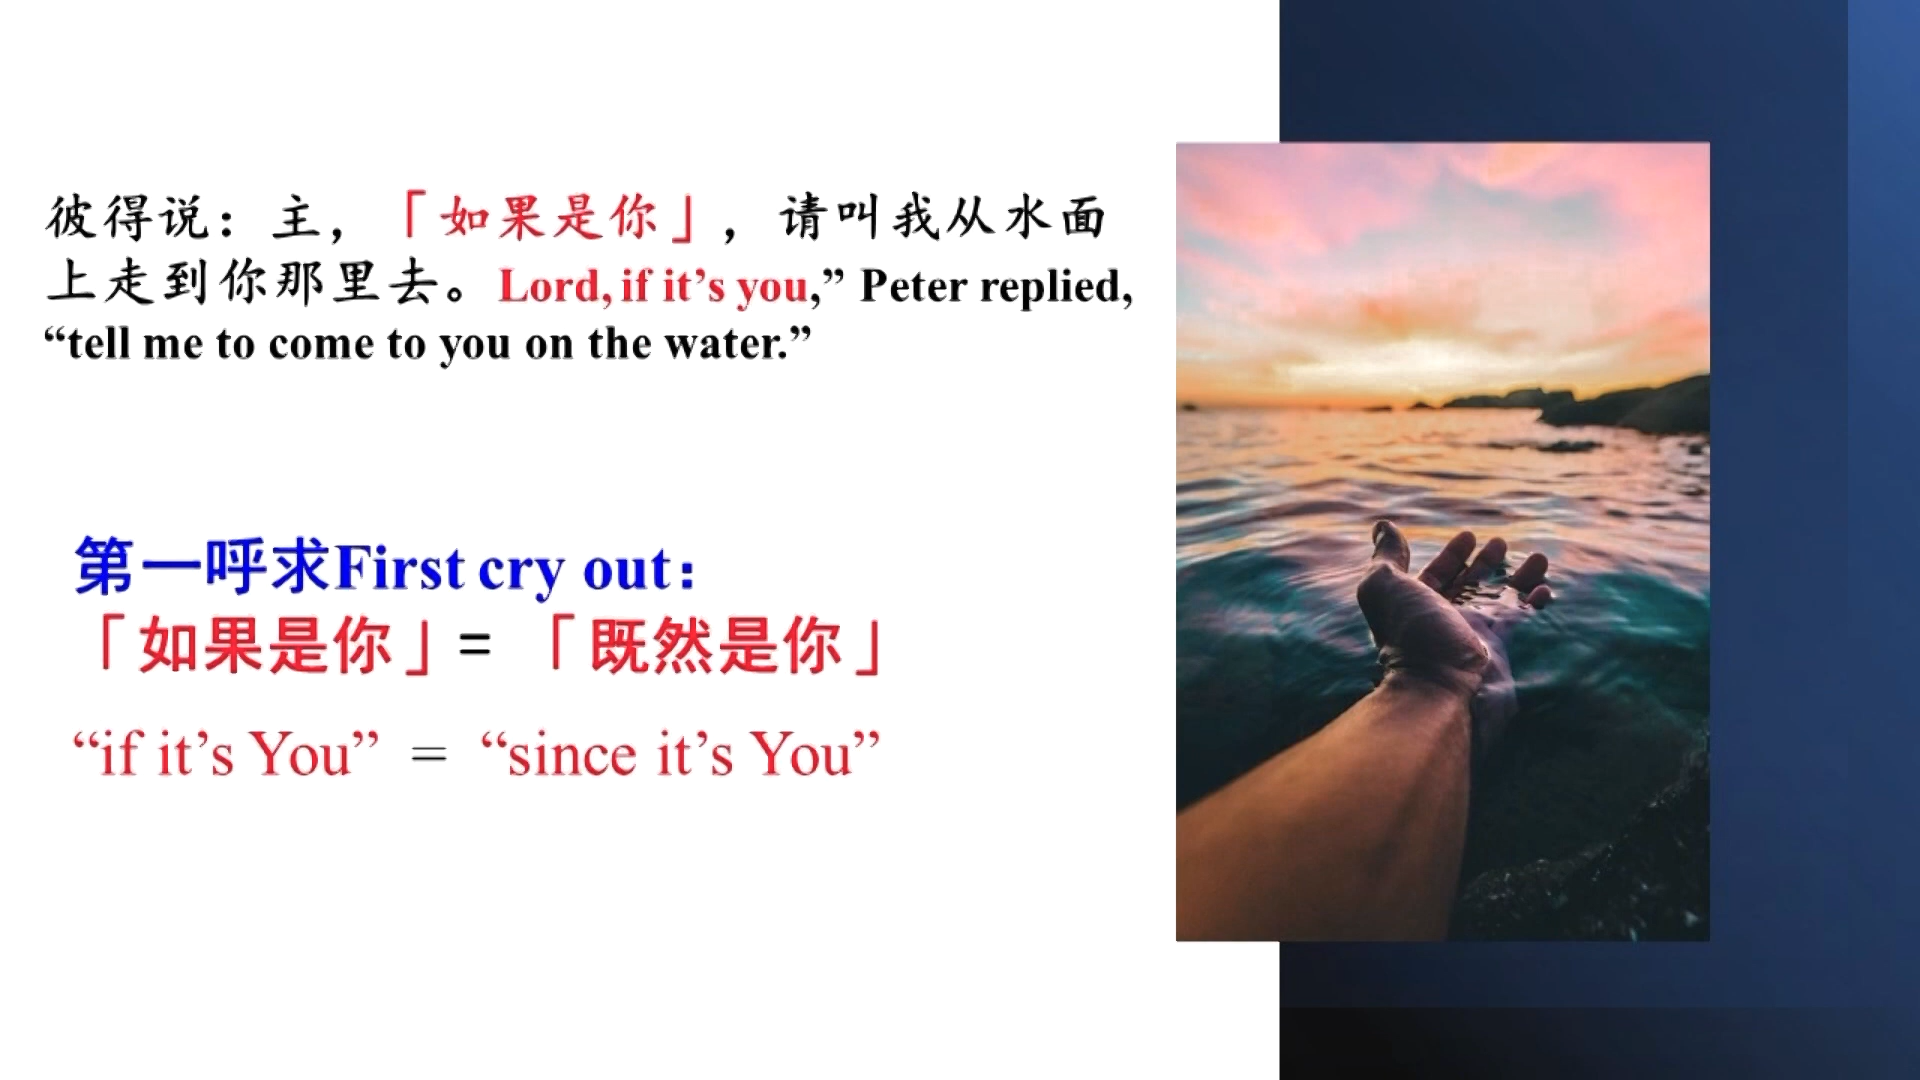 彼得说：主，「如果是你」，请叫我从水面
上走到你那里去。Lord, if it’s you,” Peter replied,
“tell me to come to you on the water.”
第一呼求First cry out：
「如果是你」=「既然是你」
“if it’s You” = “since it’s You”